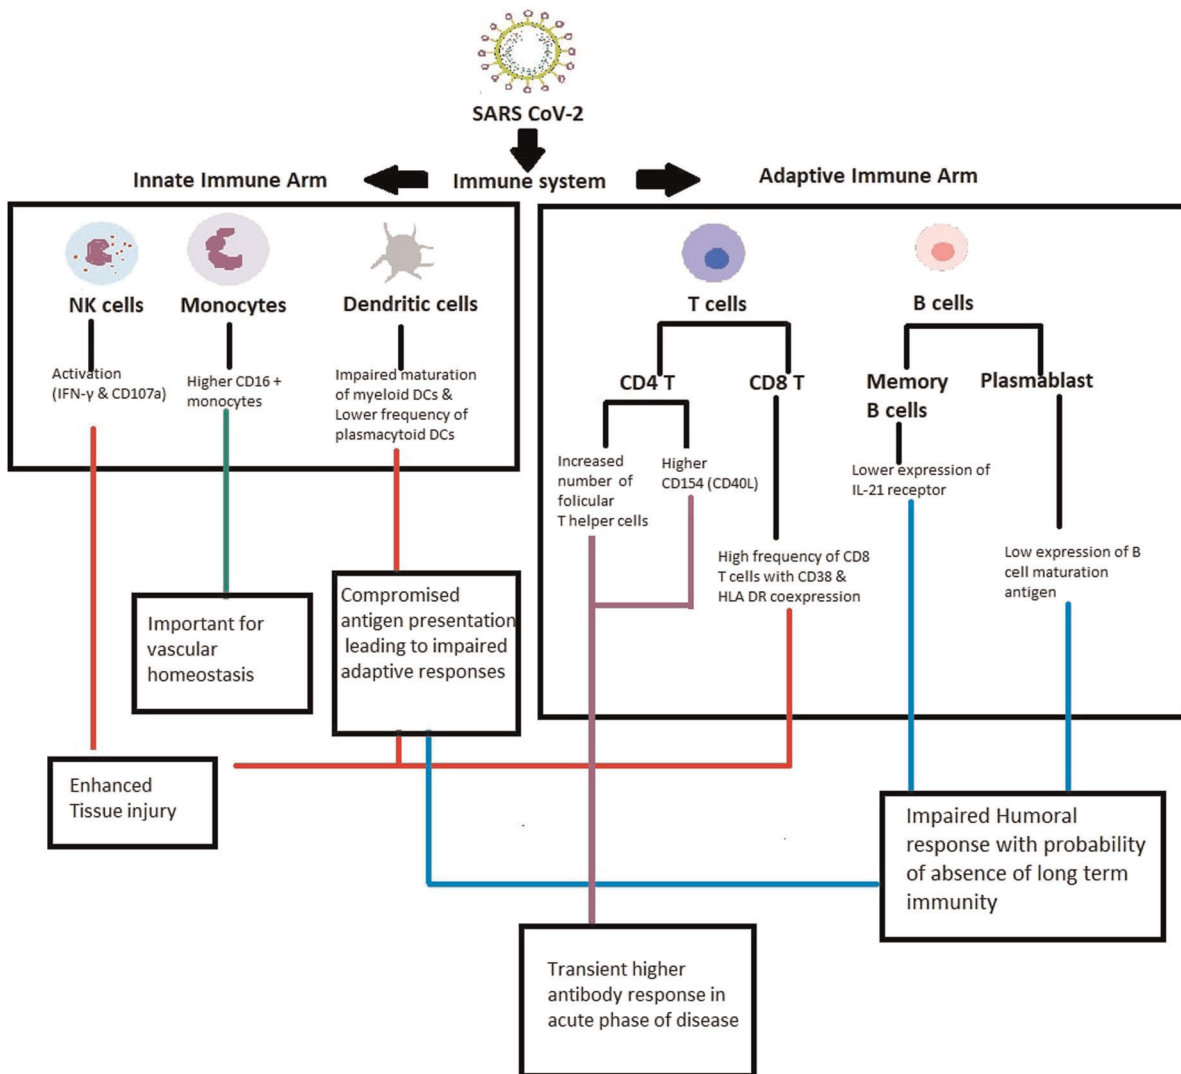 SARS CoV-2
Innate Immune Arm
Immune system
Adaptive Immune Arm
NK cells
Monocytes
Dendritic cells
Activation
(IFN-γ & CD107a)
Higher CD16 +
monocytes
Impaired maturation
of myeloid DCs &
Lower frequency of
plasmacytoid DCs
T cells
B cells
CD4 T
CD8 T
Memory
B cells
Plasmablast
Increased
number of
follicular
T helper cells
Higher
CD154 (CD40L)
Lower expression of
IL-21 receptor
High frequency of CD8
T cells with CD38 &
HLA DR coexpression
Low expression of B
cell maturation
antigen
Important for
vascular
homeostasis
Compromised
antigen presentation
leading to impaired
adaptive responses
Enhanced
Tissue injury
Impaired Humoral
response with probability
of absence of long term
immunity
Transient higher
antibody response in
acute phase of disease